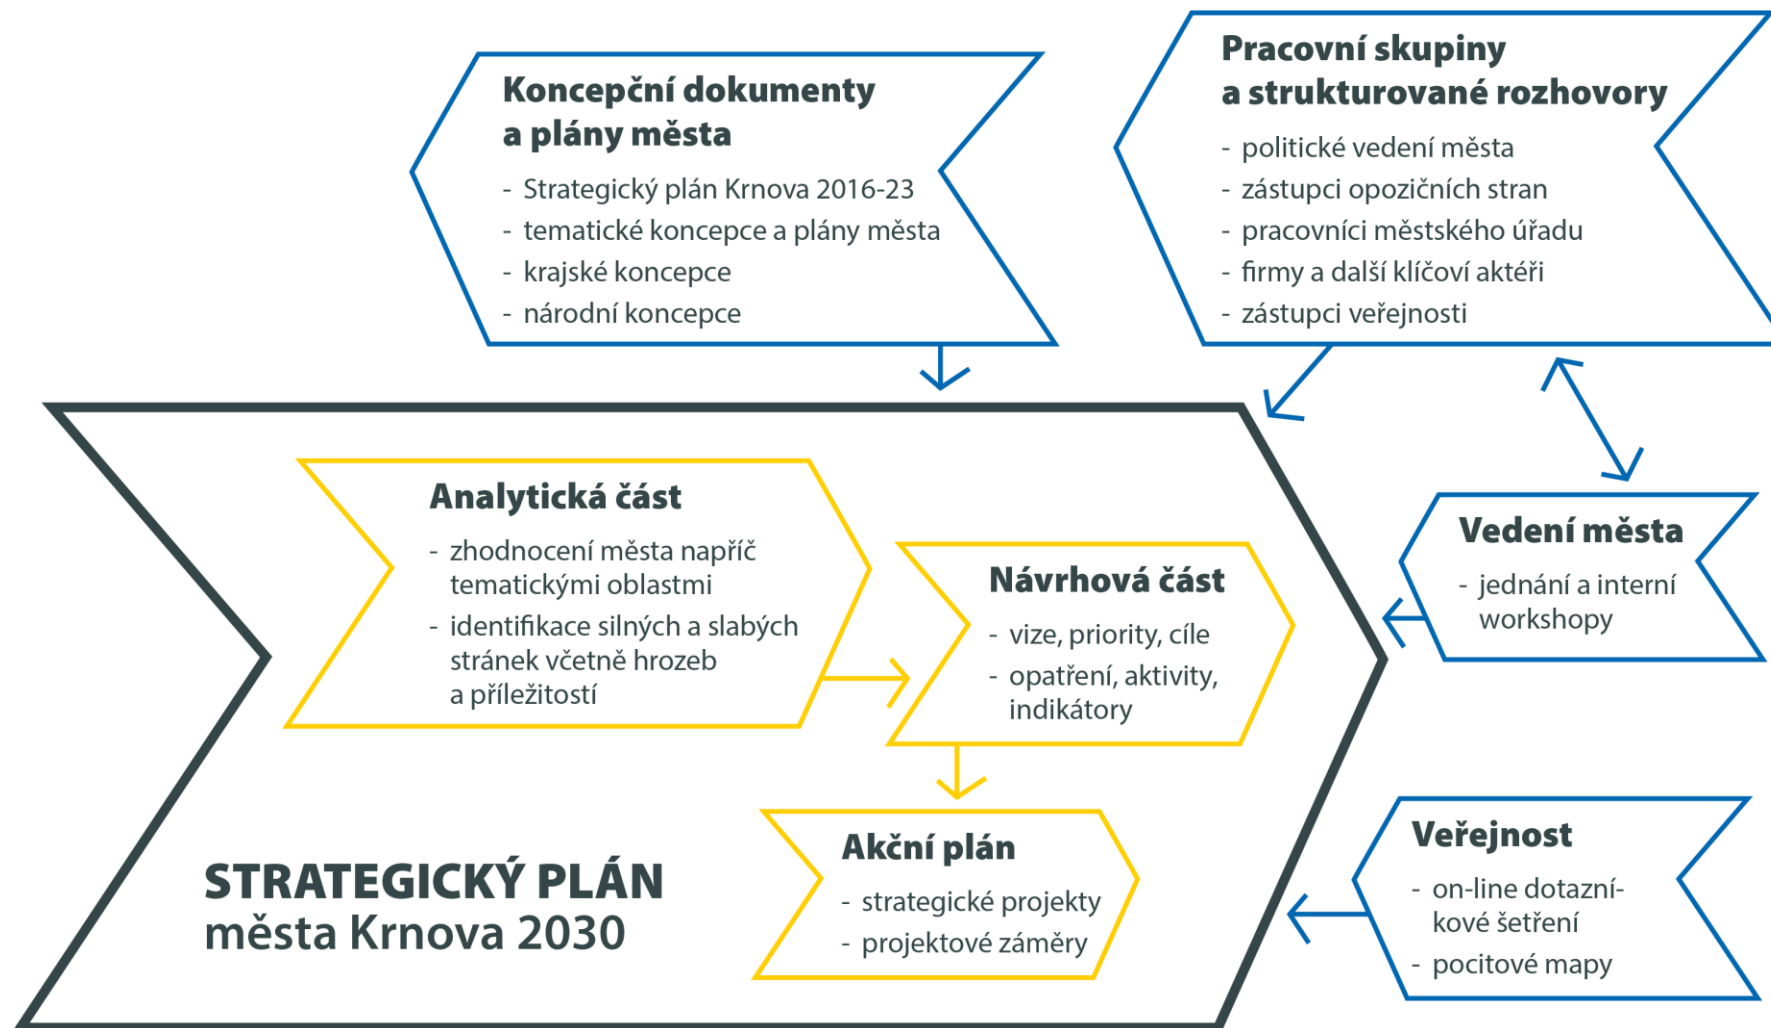 Koncepční dokumenty
a plány města
- Strategický plán Krnova 2016-23
- tematické koncepce a plány města
- krajské koncepce
- národní koncepce
Pracovní skupiny
a strukturované rozhovory
- politické vedení města
- zástupci opozičních stran
- pracovníci městského úřadu
- firmy a další klíčoví aktéři
- zástupci veřejnosti
Analytická část
- zhodnocení města napříč
tematickými oblastmi
- identifikace silných a slabých
stránek včetně hrozeb
a příležitostí
Návrhová část
- vize, priority, cíle
- opatření, aktivity,
indikátory
Vedení města
- jednání a interní
workshopy
Akční plán
- strategické projekty
- projektové záměry
Veřejnost
- on-line dotazní-
kové šetření
- pocitové mapy
STRATEGICKÝ PLÁN
města Krnova 2030